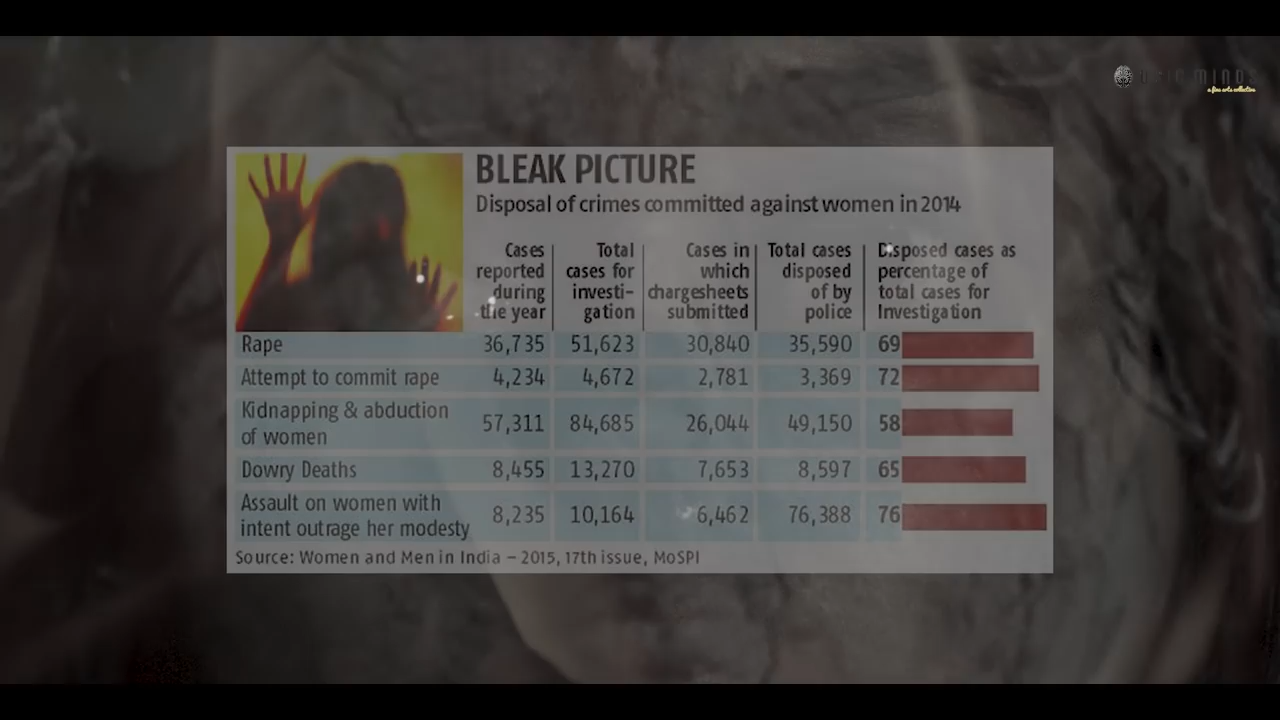 a fine arts collective
BLEAK PICTURE
Disposal of crimes committed against women in 2014
Cases reported during the year
Total cases for investi-gation
Cases in which chargesheets submitted
Total cases disposed of by police
Disposed cases as percentage of total cases for Investigation
Rape 36,735 51,623 30,840 35,590 69
Attempt to commit rape 4,234 4,672 2,781 3,369 72
Kidnapping & abduction
of women 57,311 84,685 26,044 49,150 58
Dowry Deaths 8,455 13,270 7,653 8,597 65
Assault on women with
intent outrage her modesty 8,235 10,164 6,462 76,388 76
Source: Women and Men in India – 2015, 17th issue, MoSPI